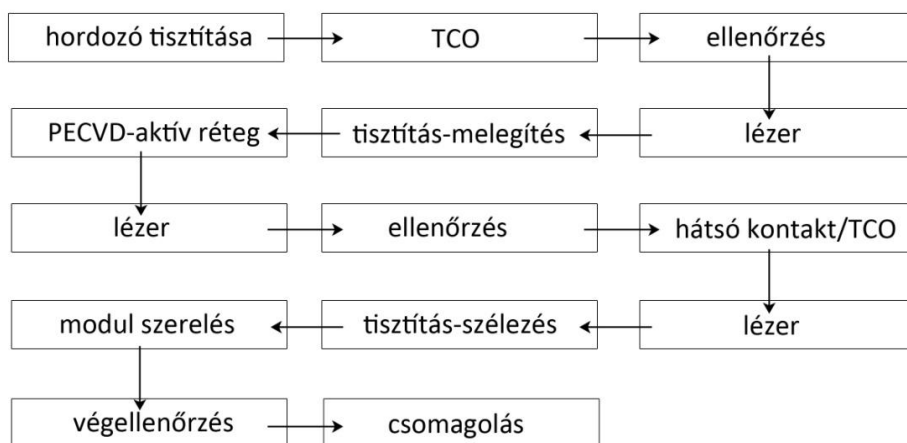 hordozó tisztítása
TCO
ellenőrzés
lézer
tisztítás-melegítés
PECVD-aktív réteg
lézer
ellenőrzés
hátsó kontakt/TCO
lézer
tisztítás-szélezés
modul szerelés
végellenőrzés
csomagolás